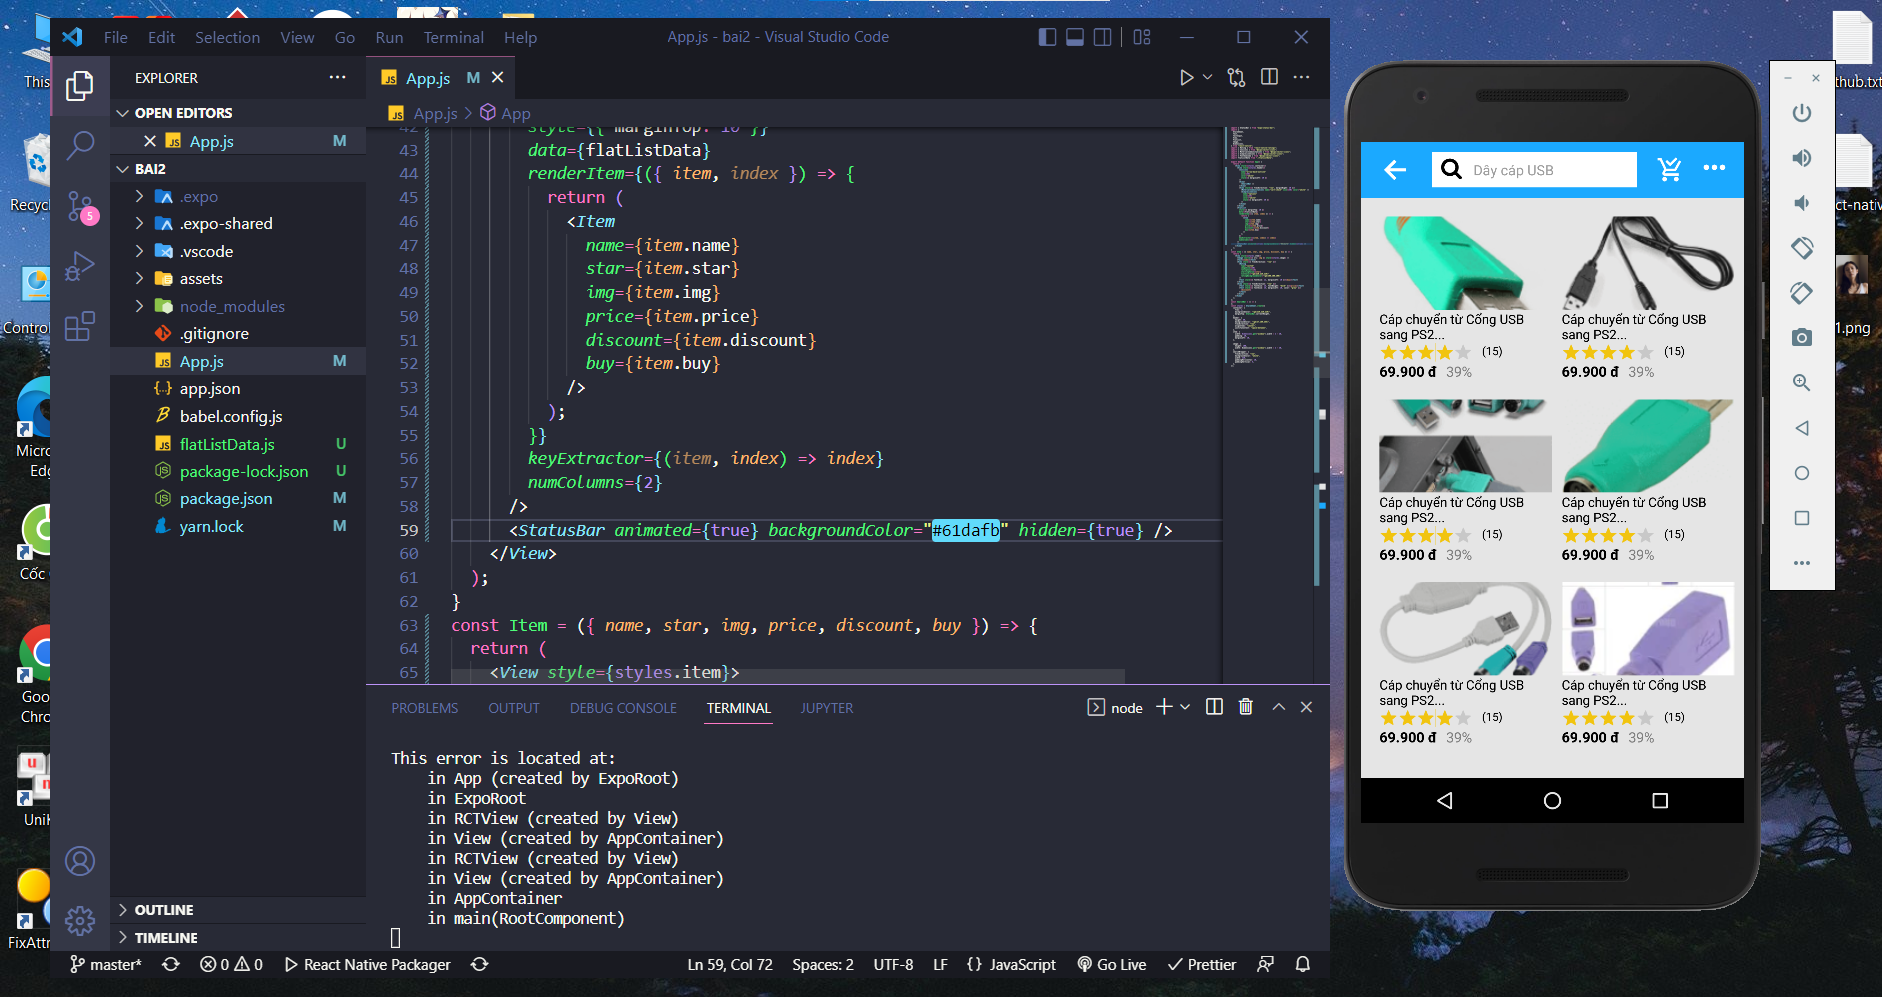 File Edit Selection View Go Run Terminal Help
App.js - bai2 - Visual Studio Code
EXPLORER
OPEN EDITORS
App.js M
BAI2
.expo
.expo-shared
.vscode
assets
node_modules
.gitignore
App.js M
app.json
babel.config.js
flatListData.js U
package-lock.json U
package.json M
yarn.lock M
OUTLINE
TIMELINE
5
App.js M
App.js > App
42 style={{ marginTop: 10 }}
43 data={flatListData}
44 renderItem={({ item, index }) => {
45 return (
46 <Item
47 name={item.name}
48 star={item.star}
49 img={item.img}
50 price={item.price}
51 discount={item.discount}
52 buy={item.buy}
53 />
54 );
55 }}
56 keyExtractor={(item, index) => index}
57 numColumns={2}
58 />
59 <StatusBar animated={true} backgroundColor="#61dafb" hidden={true} />
60 </View>
61 );
62 }
63 const Item = ({ name, star, img, price, discount, buy }) => {
64 return (
65 <View style={styles.item}>
PROBLEMS OUTPUT DEBUG CONSOLE TERMINAL JUPYTER
node
This error is located at:
in App (created by ExpoRoot)
in ExpoRoot
in RCTView (created by View)
in View (created by AppContainer)
in RCTView (created by View)
in View (created by AppContainer)
in AppContainer
in main(RootComponent)
master* 0 0 React Native Packager
Ln 59, Col 72 Spaces: 2 UTF-8 LF {} JavaScript Go Live Prettier
Dây cáp USB
Cáp chuyển từ Cổng USB
sang PS2...
(15)
69.900 đ 39%
Cáp chuyển từ Cổng USB
sang PS2...
(15)
69.900 đ 39%
Cáp chuyển từ Cổng USB
sang PS2...
(15)
69.900 đ 39%
Cáp chuyển từ Cổng USB
sang PS2...
(15)
69.900 đ 39%
Cáp chuyển từ Cổng USB
sang PS2...
(15)
69.900 đ 39%
Cáp chuyển từ Cổng USB
sang PS2...
(15)
69.900 đ 39%
This
Recyc
Contro
Micro
Ed
Cốc
Goo
Chro
Unik
FixAttr
thub.txt
ct-nativ
1.png